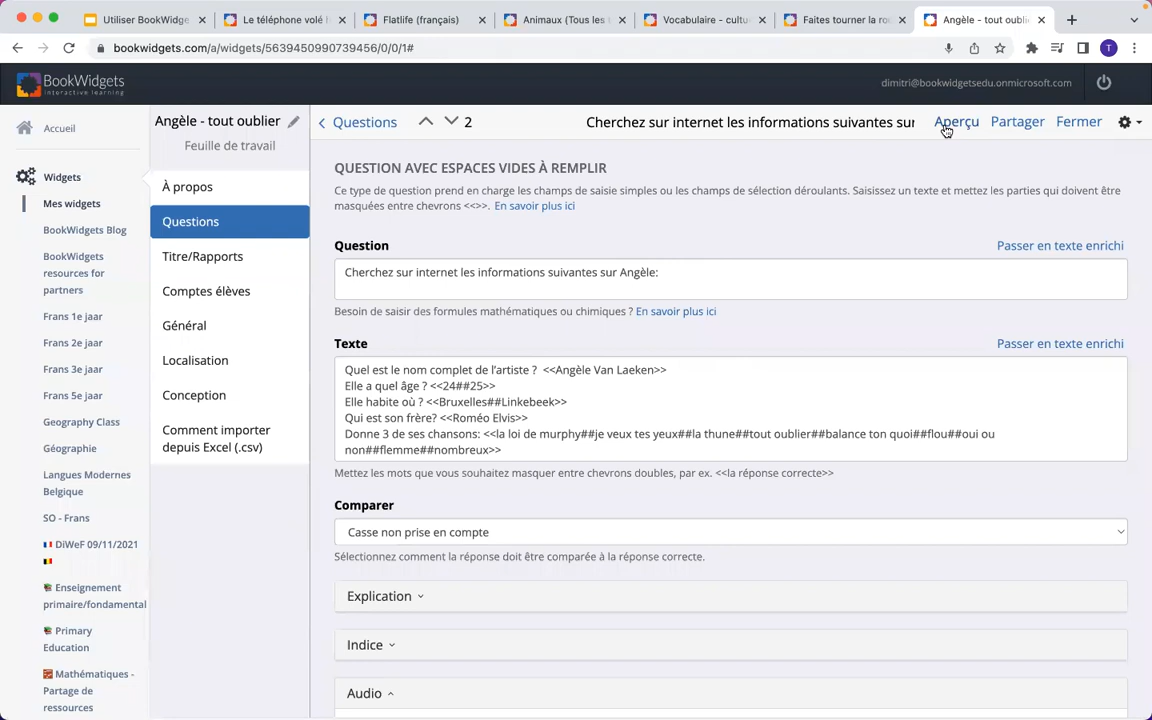 Utiliser BookWidge
Le téléphone volé
Flatlife (français)
Animaux (Tous les
Vocabulaire - cultu
Faites tourner la ro
Angèle - tout oublie
bookwidgets.com/a/widgets/5639450990739456/0/0/1#
T
BookWidgets
interactive learning
dimitri@bookwidgetsedu.onmicrosoft.com
Accueil
Widgets
Mes widgets
BookWidgets Blog
BookWidgets
resources for
partners
Frans 1e jaar
Frans 2e jaar
Frans 3e jaar
Frans 5e jaar
Geography Class
Géographie
Langues Modernes
Belgique
SO - Frans
DiWeF 09/11/2021
Enseignement
primaire/fondamental
Primary
Education
Mathématiques -
Partage de
ressources
Angèle - tout oublier
Feuille de travail
À propos
Questions
Titre/Rapports
Comptes élèves
Général
Localisation
Conception
Comment importer
depuis Excel (.csv)
Questions 2 Cherchez sur internet les informations suivantes sur Aperçu Partager Fermer
QUESTION AVEC ESPACES VIDES À REMPLIR
Ce type de question prend en charge les champs de saisie simples ou les champs de sélection déroulants. Saisissez un texte et mettez les parties qui doivent être
masquées entre chevrons <<>>. En savoir plus ici
Question Passer en texte enrichi
Cherchez sur internet les informations suivantes sur Angèle:
Besoin de saisir des formules mathématiques ou chimiques ? En savoir plus ici
Texte Passer en texte enrichi
Quel est le nom complet de l'artiste ? <<Angèle Van Laeken>>
Elle a quel âge ? <<24##25>>
Elle habite où ? <<Bruxelles##Linkebeek>>
Qui est son frère? <<Roméo Elvis>>
Donne 3 de ses chansons: <<la loi de murphy##je veux tes yeux##la thune##tout oublier##balance ton quoi##flou##oui ou
non##flemme##nombreux>>
Mettez les mots que vous souhaitez masquer entre chevrons doubles, par ex. <<la réponse correcte>>
Comparer
Casse non prise en compte
Sélectionnez comment la réponse doit être comparée à la réponse correcte.
Explication
Indice
Audio